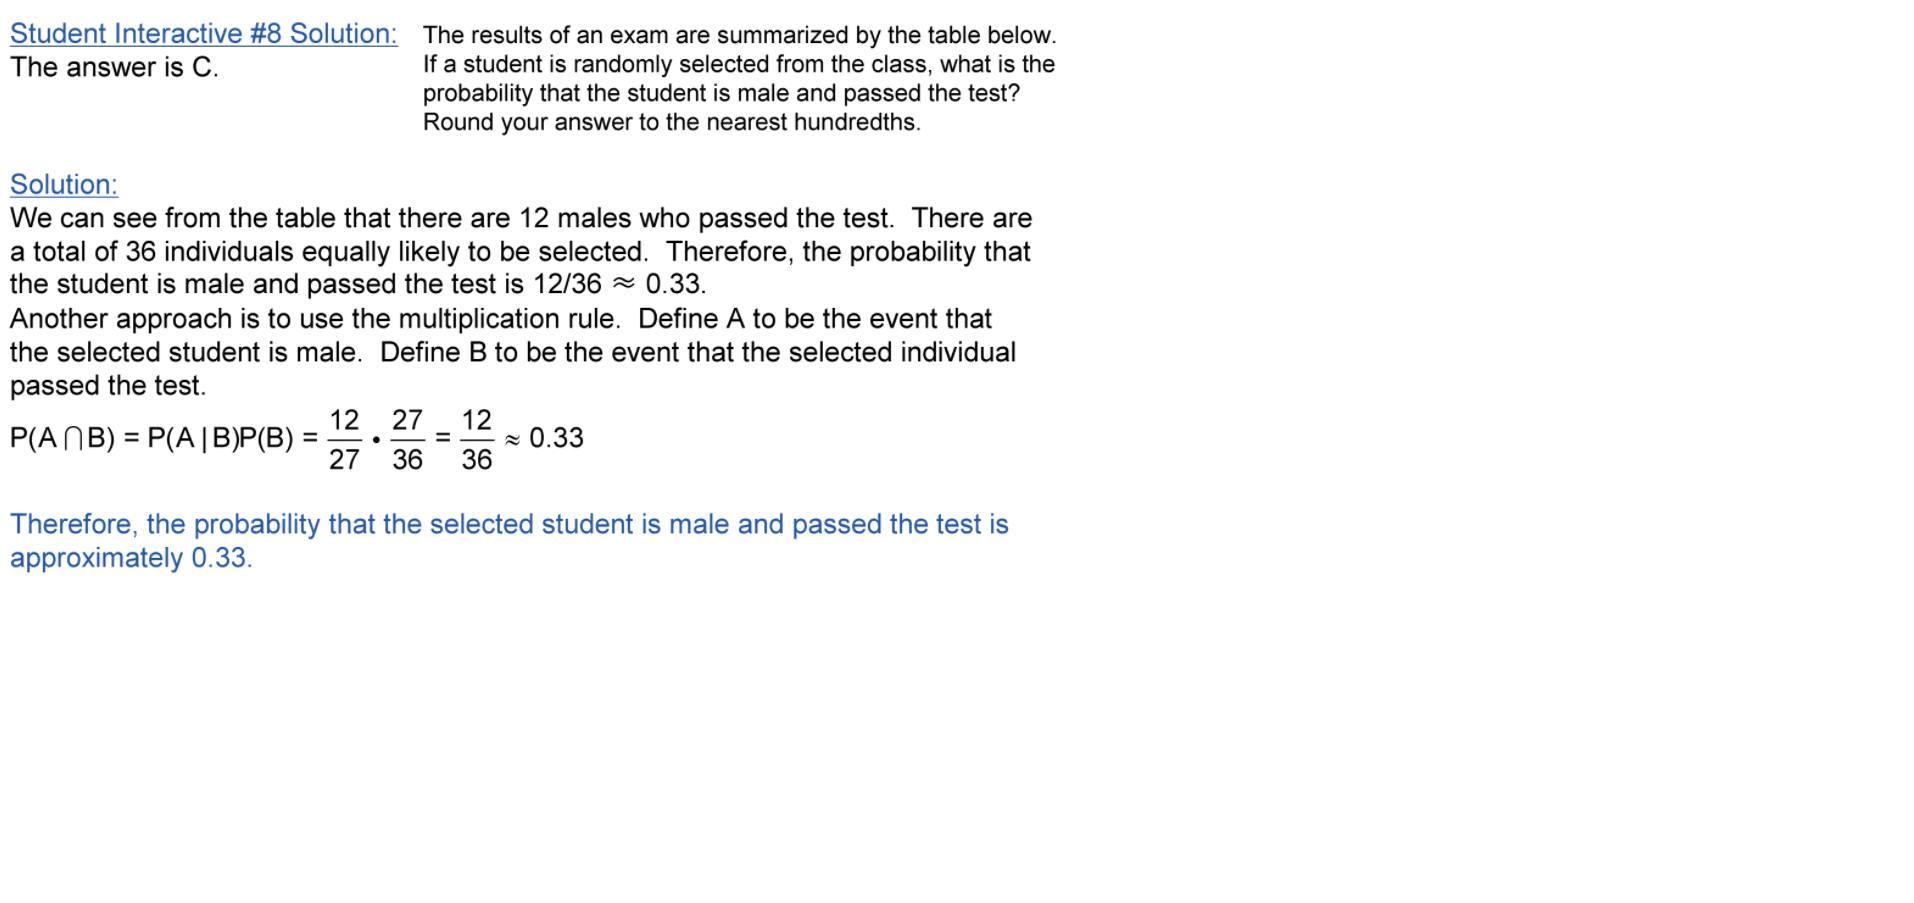 Student Interactive #8 Solution:
The answer is C.
The results of an exam are summarized by the table below.
If a student is randomly selected from the class, what is the
probability that the student is male and passed the test?
Round your answer to the nearest hundredths.
Solution:
We can see from the table that there are 12 males who passed the test. There are
a total of 36 individuals equally likely to be selected. Therefore, the probability that
the student is male and passed the test is 12/36 ≈ 0.33.
Another approach is to use the multiplication rule. Define A to be the event that
the selected student is male. Define B to be the event that the selected individual
passed the test.
P(A ∩ B) = P(A | B)P(B) = 12/27 • 27/36 = 12/36 ≈ 0.33
Therefore, the probability that the selected student is male and passed the test is
approximately 0.33.